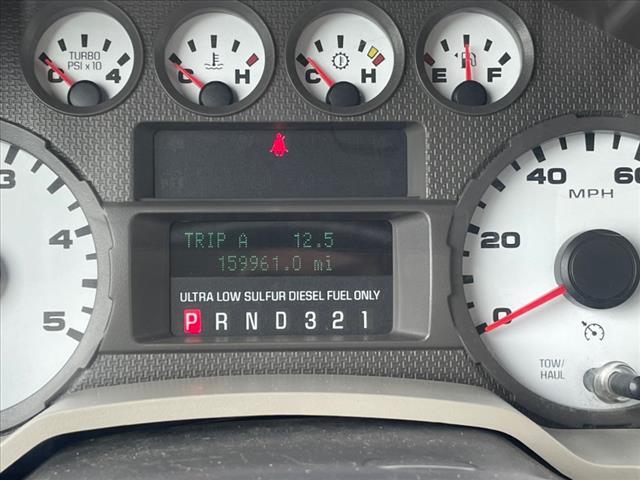 TURBO
PSI x 10
0 4
C H
C H
E F
3
4
5
TRIP A 12.5
159961.0 mi
ULTRA LOW SULFUR DIESEL FUEL ONLY
P R N D 3 2 1
0
20
40
60
MPH
TOW/
HAUL